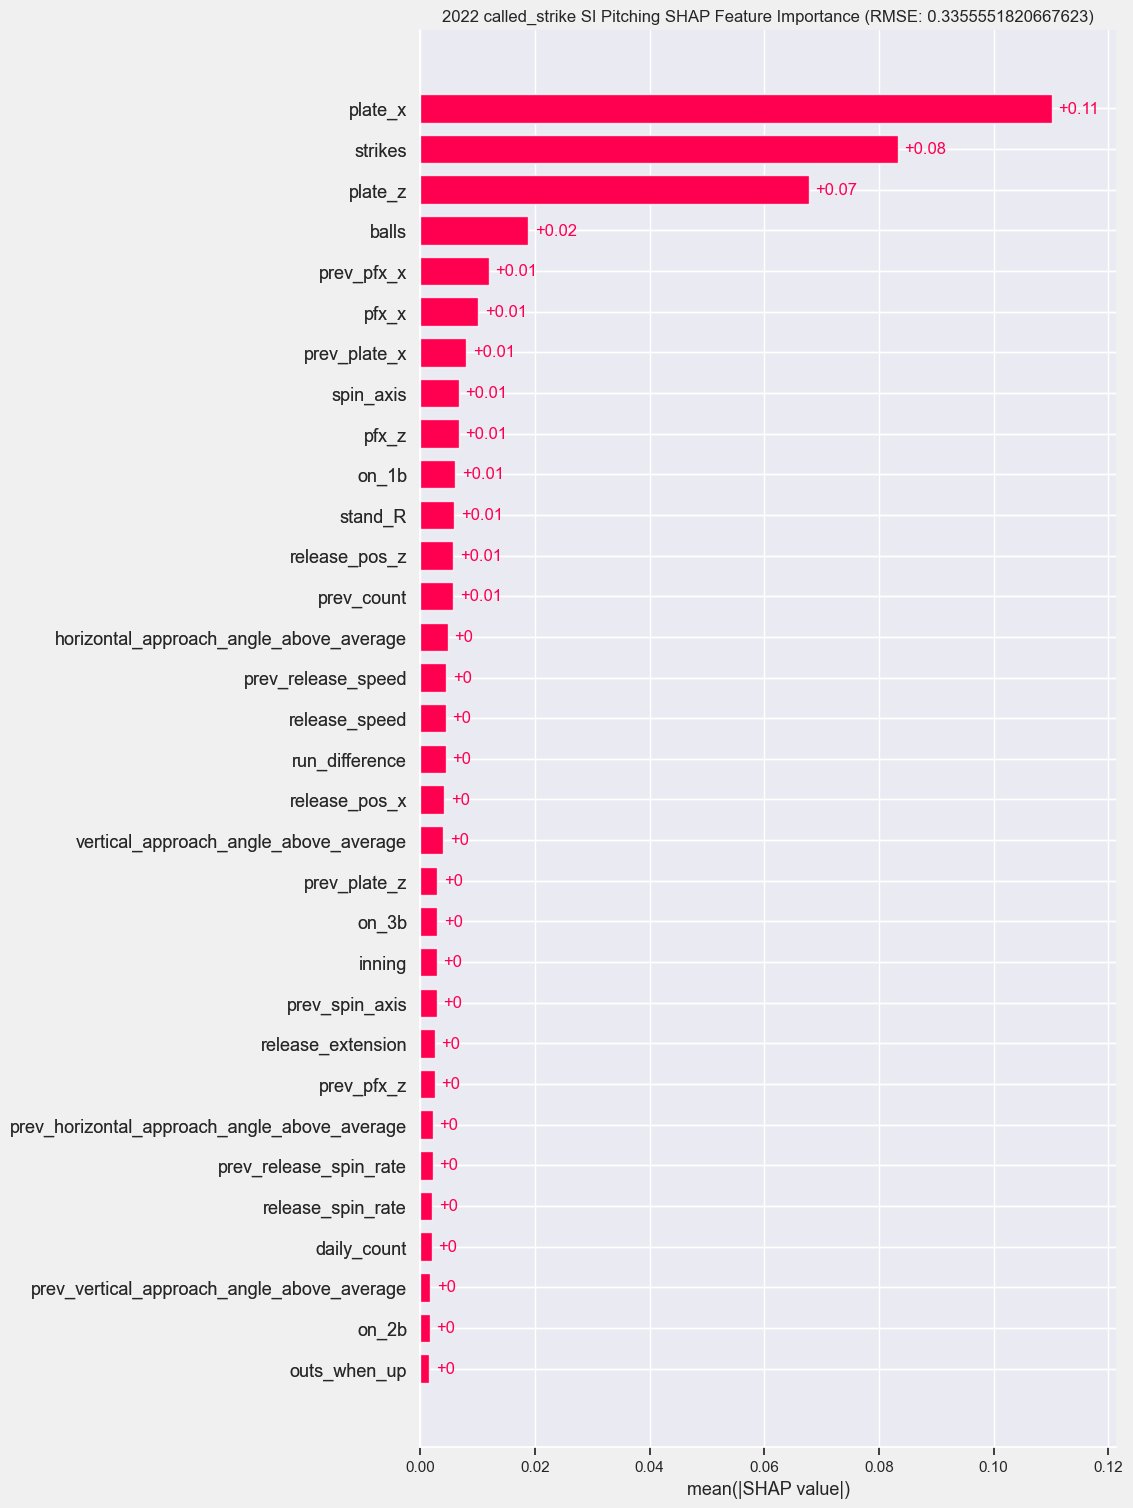 2022 called_strike SI Pitching SHAP Feature Importance (RMSE: 0.3355551820667623)
plate_x +0.11
strikes +0.08
plate_z +0.07
balls +0.02
prev_pfx_x +0.01
pfx_x +0.01
prev_plate_x +0.01
spin_axis +0.01
pfx_z +0.01
on_1b +0.01
stand_R +0.01
release_pos_z +0.01
prev_count +0.01
horizontal_approach_angle_above_average +0
prev_release_speed +0
release_speed +0
run_difference +0
release_pos_x +0
vertical_approach_angle_above_average +0
prev_plate_z +0
on_3b +0
inning +0
prev_spin_axis +0
release_extension +0
prev_pfx_z +0
prev_horizontal_approach_angle_above_average +0
prev_release_spin_rate +0
release_spin_rate +0
daily_count +0
prev_vertical_approach_angle_above_average +0
on_2b +0
outs_when_up +0
0.00 0.02 0.04 0.06 0.08 0.10 0.12
mean(|SHAP value|)